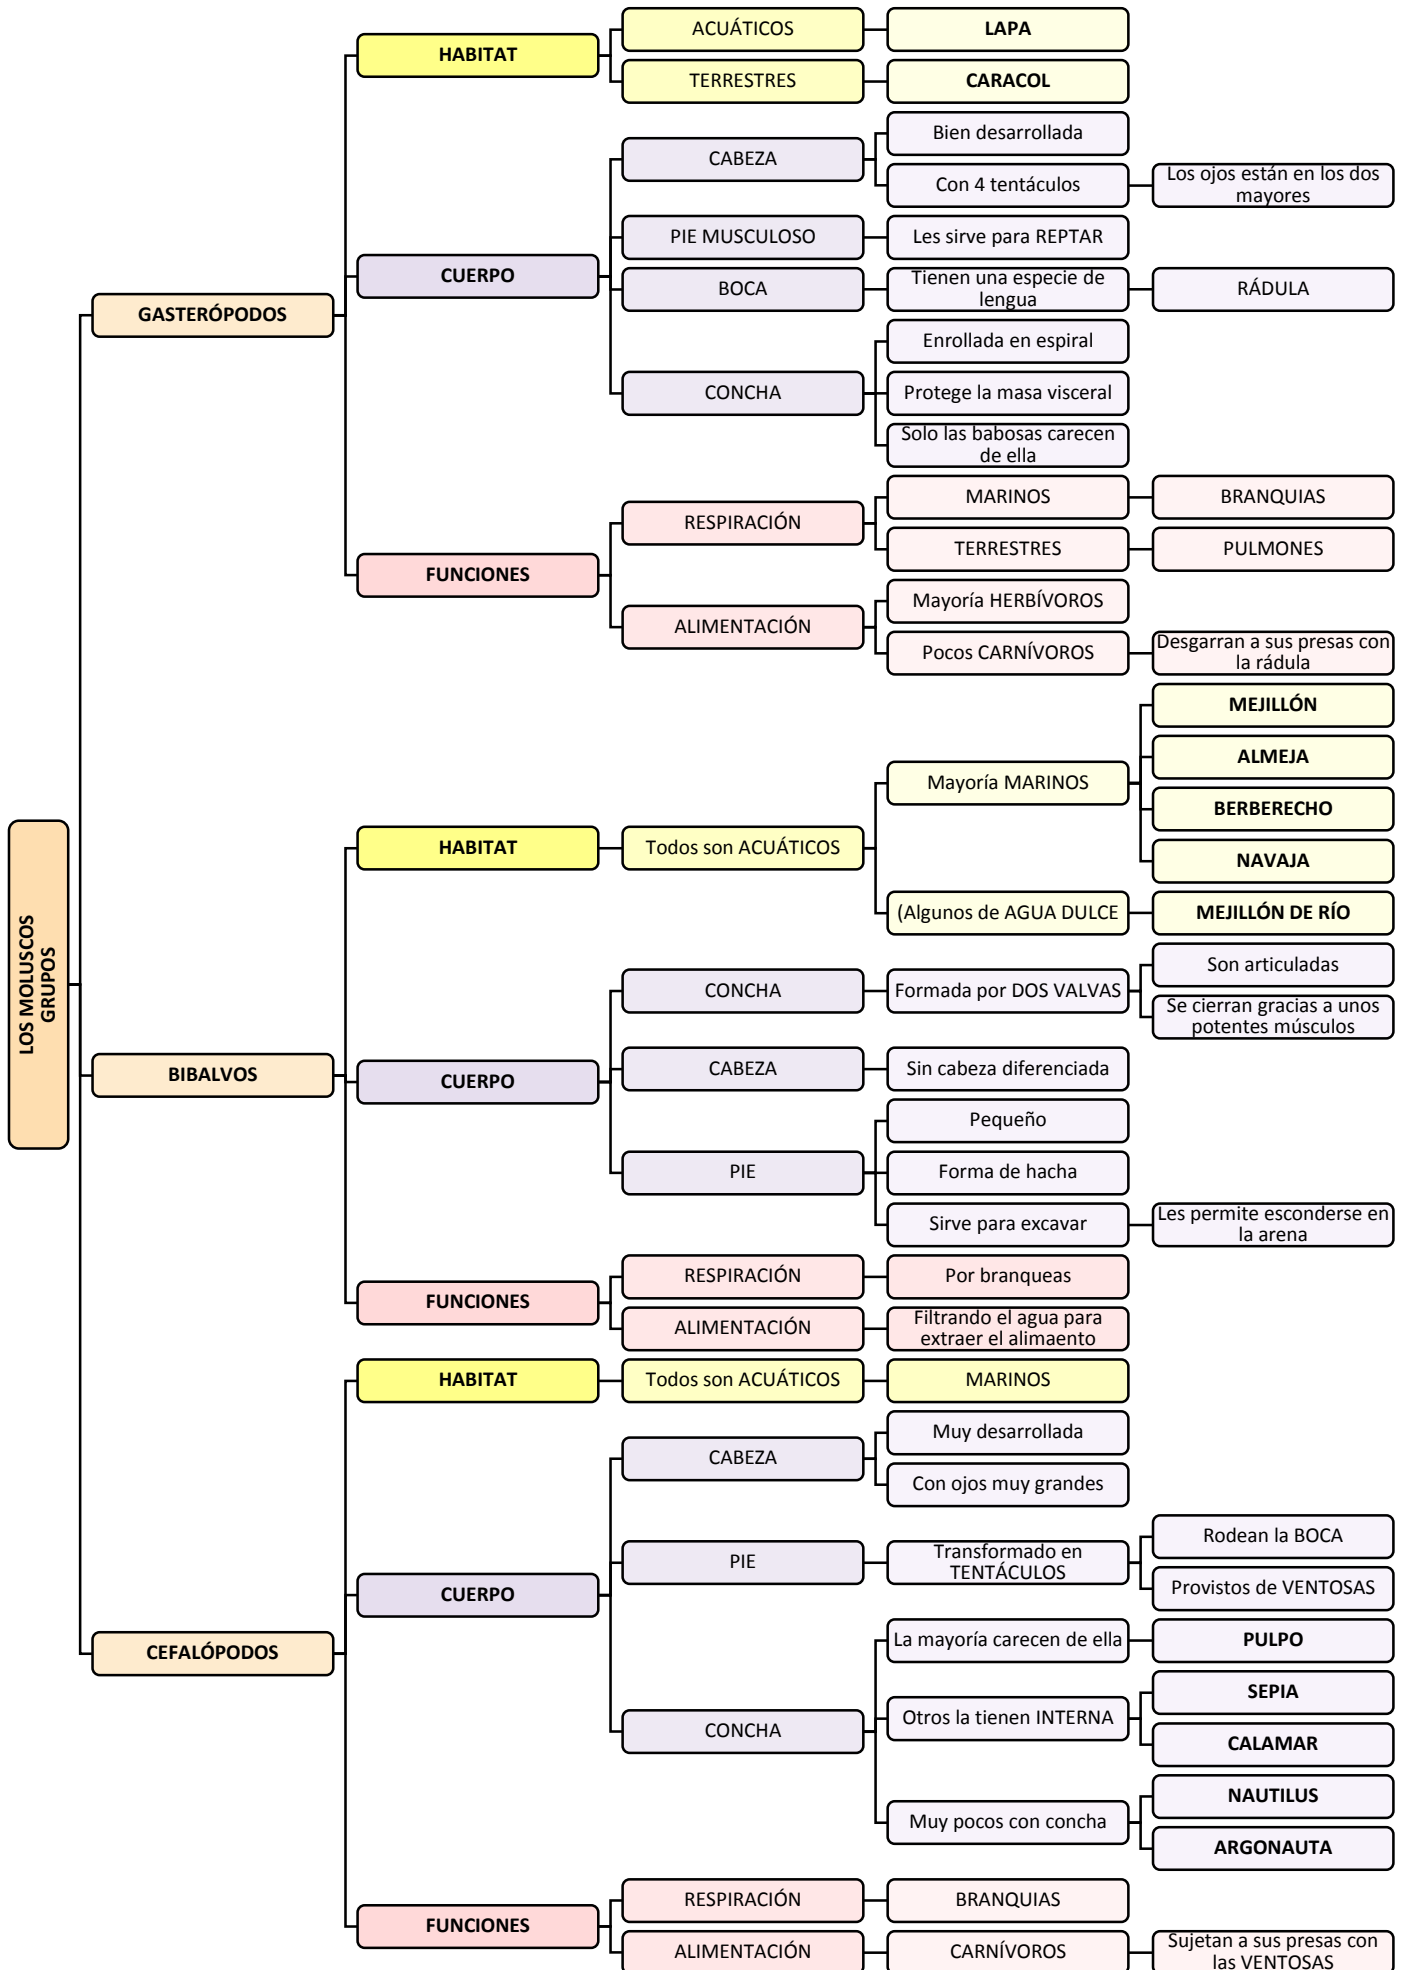 LOS MOLUSCOS
GRUPOS
GASTERÓPODOS
HABITAT
ACUÁTICOS
LAPA
TERRESTRES
CARACOL
CUERPO
CABEZA
Bien desarrollada
Con 4 tentáculos
Los ojos están en los dos
mayores
PIE MUSCULOSO
Les sirve para REPTAR
BOCA
Tienen una especie de
lengua
RÁDULA
CONCHA
Enrollada en espiral
Protege la masa visceral
Solo las babosas carecen
de ella
FUNCIONES
RESPIRACIÓN
MARINOS
BRANQUIAS
TERRESTRES
PULMONES
ALIMENTACIÓN
Mayoría HERBÍVOROS
Pocos CARNÍVOROS
Desgarran a sus presas con
la rádula
BIBALVOS
HABITAT
Todos son ACUÁTICOS
Mayoría MARINOS
MEJILLÓN
ALMEJA
BERBERECHO
NAVAJA
(Algunos de AGUA DULCE
MEJILLÓN DE RÍO
CUERPO
CONCHA
Formada por DOS VALVAS
Son articuladas
Se cierran gracias a unos
potentes músculos
CABEZA
Sin cabeza diferenciada
PIE
Pequeño
Forma de hacha
Sirve para excavar
Les permite esconderse en
la arena
FUNCIONES
RESPIRACIÓN
Por branqueas
ALIMENTACIÓN
Filtrando el agua para
extraer el alimaento
CEFALÓPODOS
HABITAT
Todos son ACUÁTICOS
MARINOS
CUERPO
CABEZA
Muy desarrollada
Con ojos muy grandes
PIE
Transformado en
TENTÁCULOS
Rodean la BOCA
Provistos de VENTOSAS
CONCHA
La mayoría carecen de ella
PULPO
Otros la tienen INTERNA
SEPIA
CALAMAR
Muy pocos con concha
NAUTILUS
ARGONAUTA
FUNCIONES
RESPIRACIÓN
BRANQUIAS
ALIMENTACIÓN
CARNÍVOROS
Sujetan a sus presas con
las VENTOSAS